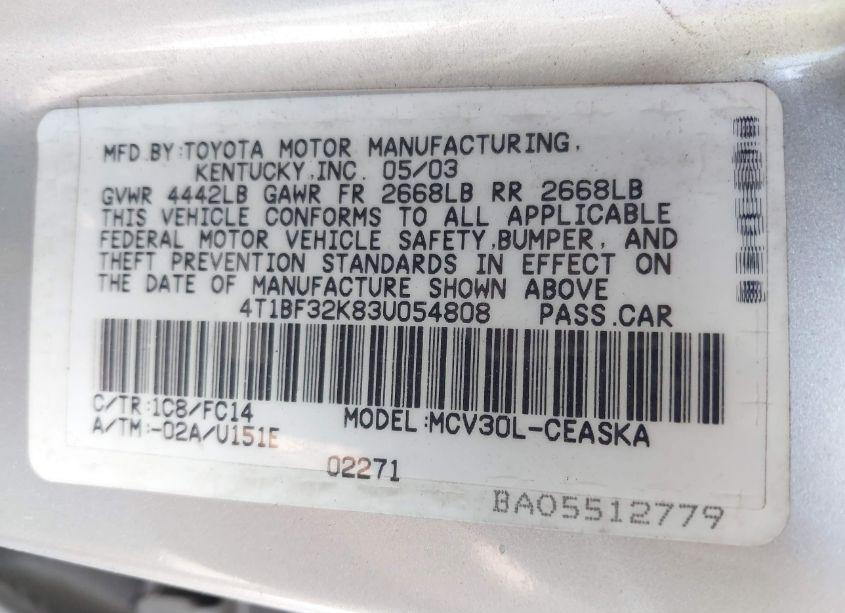 MFD.BY:TOYOTA MOTOR MANUFACTURING,
KENTUCKY,INC. 05/03
GVWR 4442LB GAWR FR 2668LB RR 2668LB
THIS VEHICLE CONFORMS TO ALL APPLICABLE
FEDERAL MOTOR VEHICLE SAFETY,BUMPER, AND
THEFT PREVENTION STANDARDS IN EFFECT ON
THE DATE OF MANUFACTURE SHOWN ABOVE
4T1BF32K83U054808 PASS.CAR
C/TR:1C8/FC14 MODEL:MCV30L-CEASKA
A/TM:-02A/U151E
02271
BA05512779